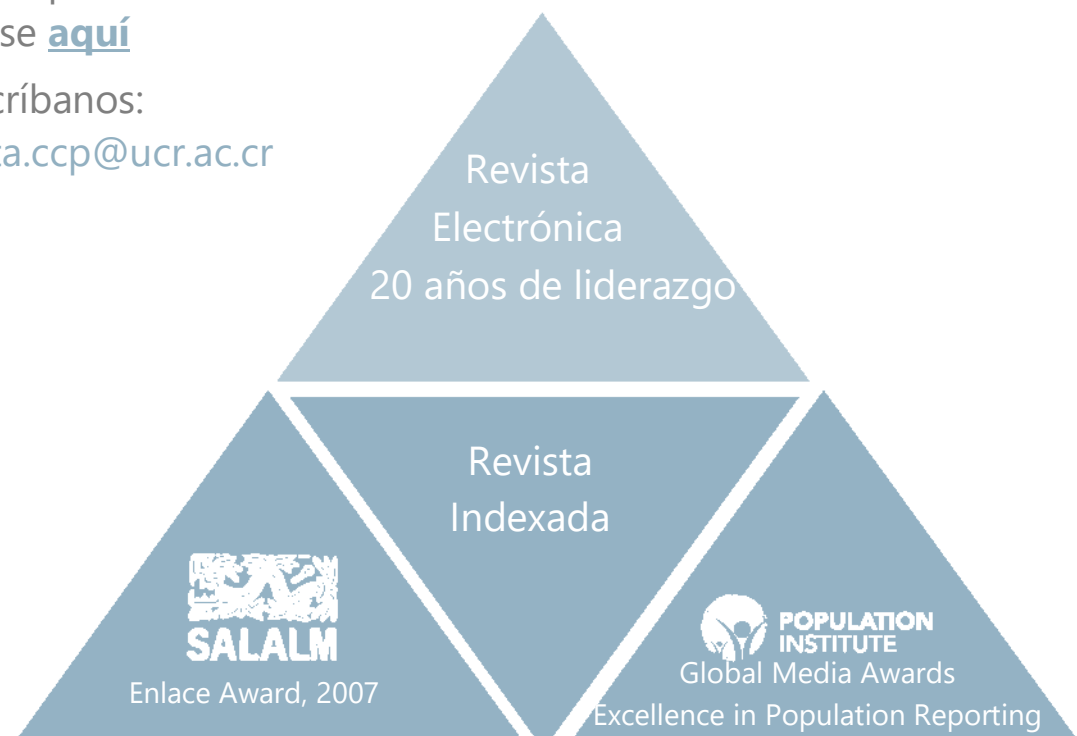 se aquí
críbanos:
ta.ccp@ucr.ac.cr
Revista
Electrónica
20 años de liderazgo
Revista
Indexada
SALALM
Enlace Award, 2007
POPULATION
INSTITUTE
Global Media Awards
Excellence in Population Reporting